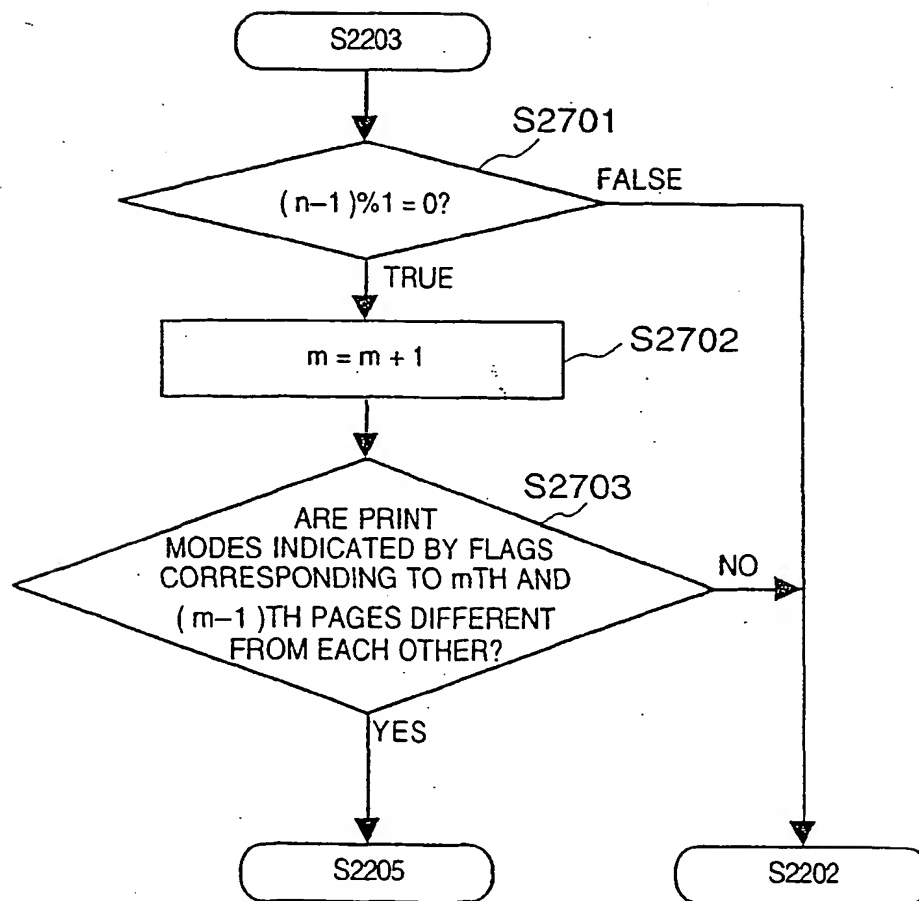 S2203
S2701
(n-1)%1=0?
FALSE
TRUE
m=m+1
S2702
S2703
ARE PRINT
MODES INDICATED BY FLAGS
CORRESPONDING TO mTH AND
(m-1)TH PAGES DIFFERENT
FROM EACH OTHER?
NO
YES
S2205
S2202